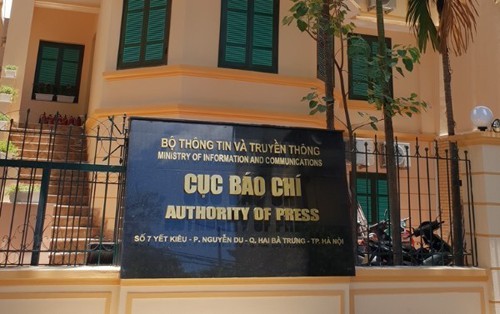 BỘ THÔNG TIN VÀ TRUYỀN THÔNG
MINISTRY OF INFORMATION AND COMMUNICATIONS
CỤC BÁO CHÍ
AUTHORITY OF PRESS
SỐ 7 YẾT KIÊU - P. NGUYỄN DU - Q. HAI BÀ TRƯNG - TP. HÀ NỘI